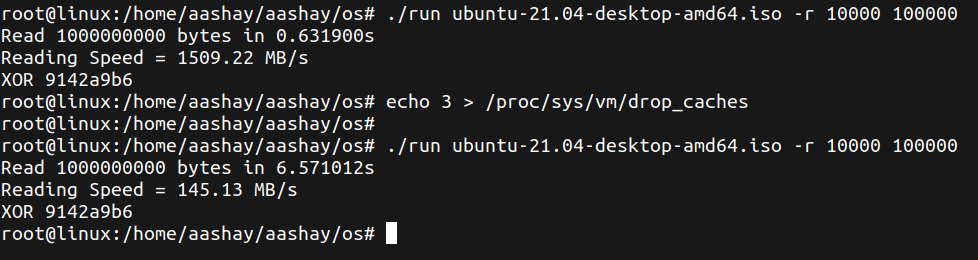 root@linux:/home/aashay/aashay/os# ./run ubuntu-21.04-desktop-amd64.iso -r 10000 100000
Read 1000000000 bytes in 0.631900s
Reading Speed = 1509.22 MB/s
XOR 9142a9b6
root@linux:/home/aashay/aashay/os# echo 3 > /proc/sys/vm/drop_caches
root@linux:/home/aashay/aashay/os#
root@linux:/home/aashay/aashay/os# ./run ubuntu-21.04-desktop-amd64.iso -r 10000 100000
Read 1000000000 bytes in 6.571012s
Reading Speed = 145.13 MB/s
XOR 9142a9b6
root@linux:/home/aashay/aashay/os#